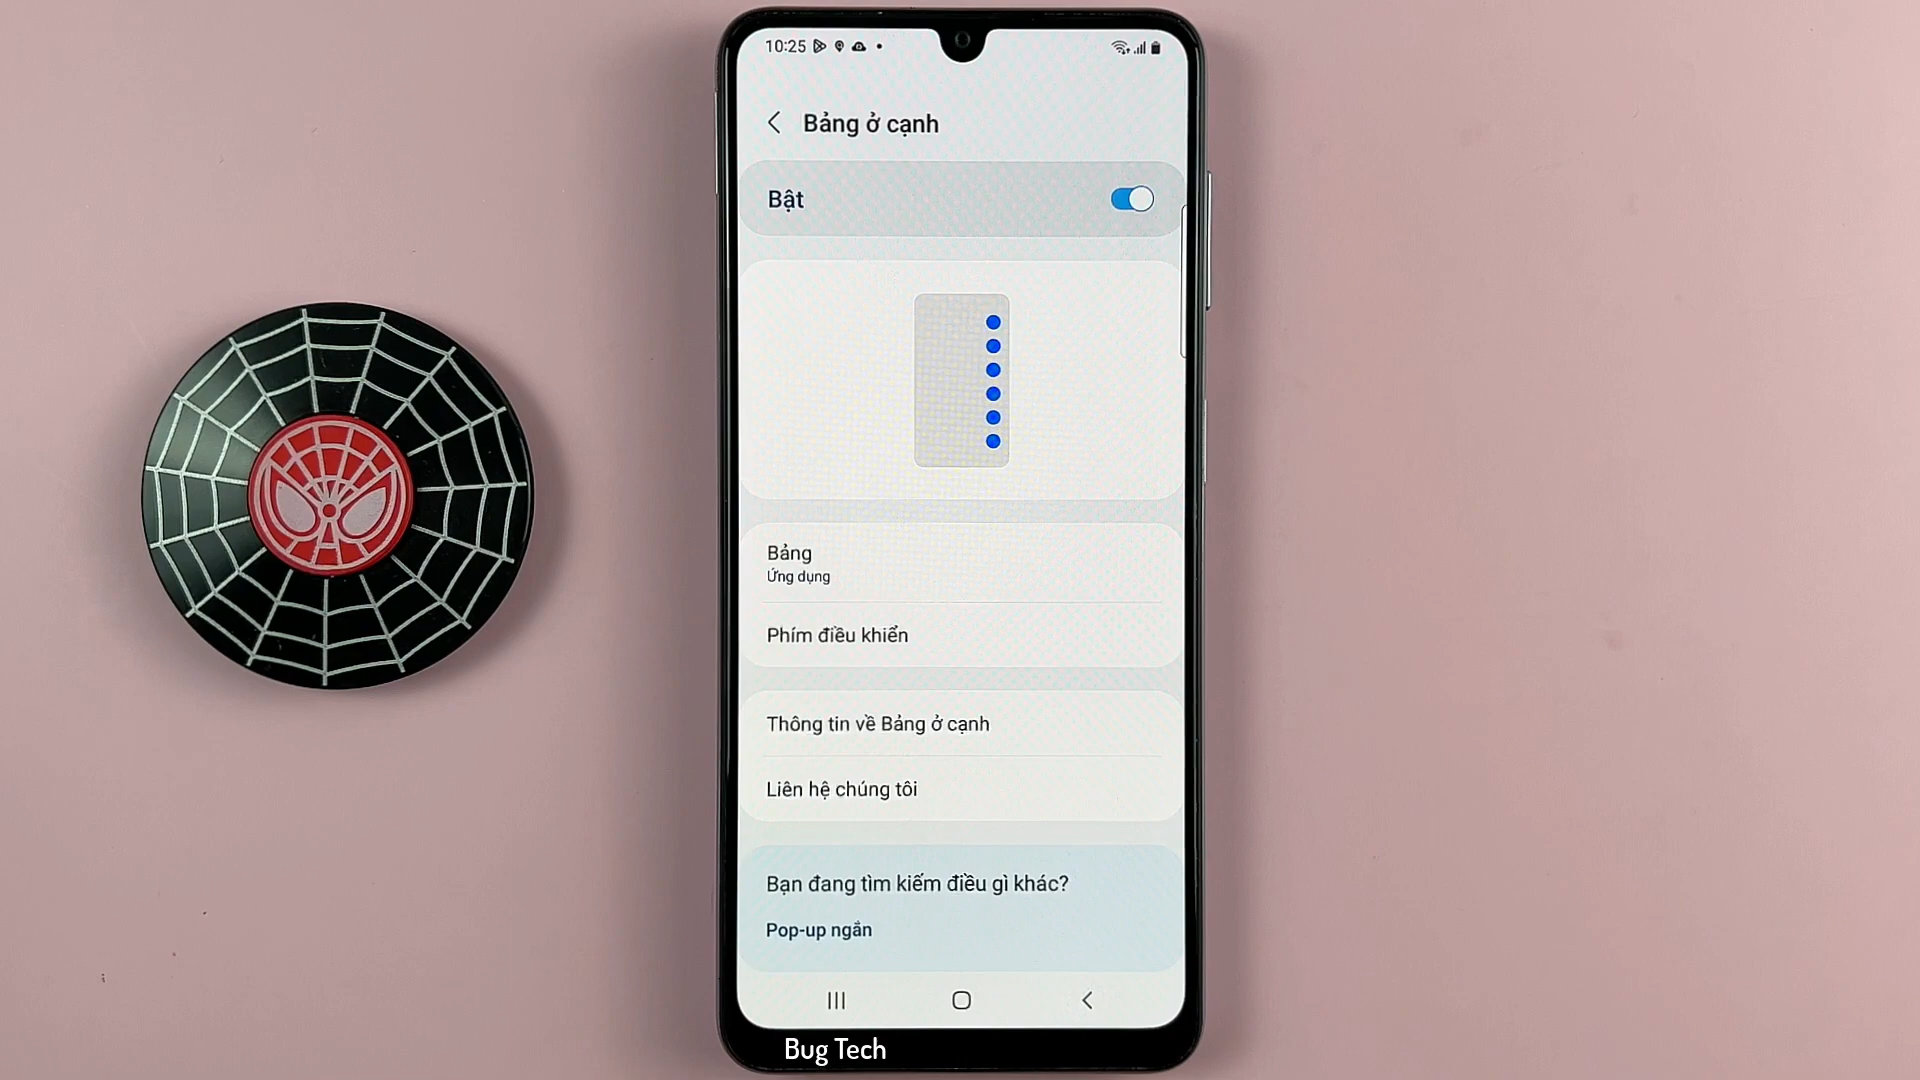 10:25
Bảng ở cạnh
Bật
Bảng
Ứng dụng
Phím điều khiển
Thông tin về Bảng ở cạnh
Liên hệ chúng tôi
Bạn đang tìm kiếm điều gì khác?
Pop-up ngắn
Bug Tech